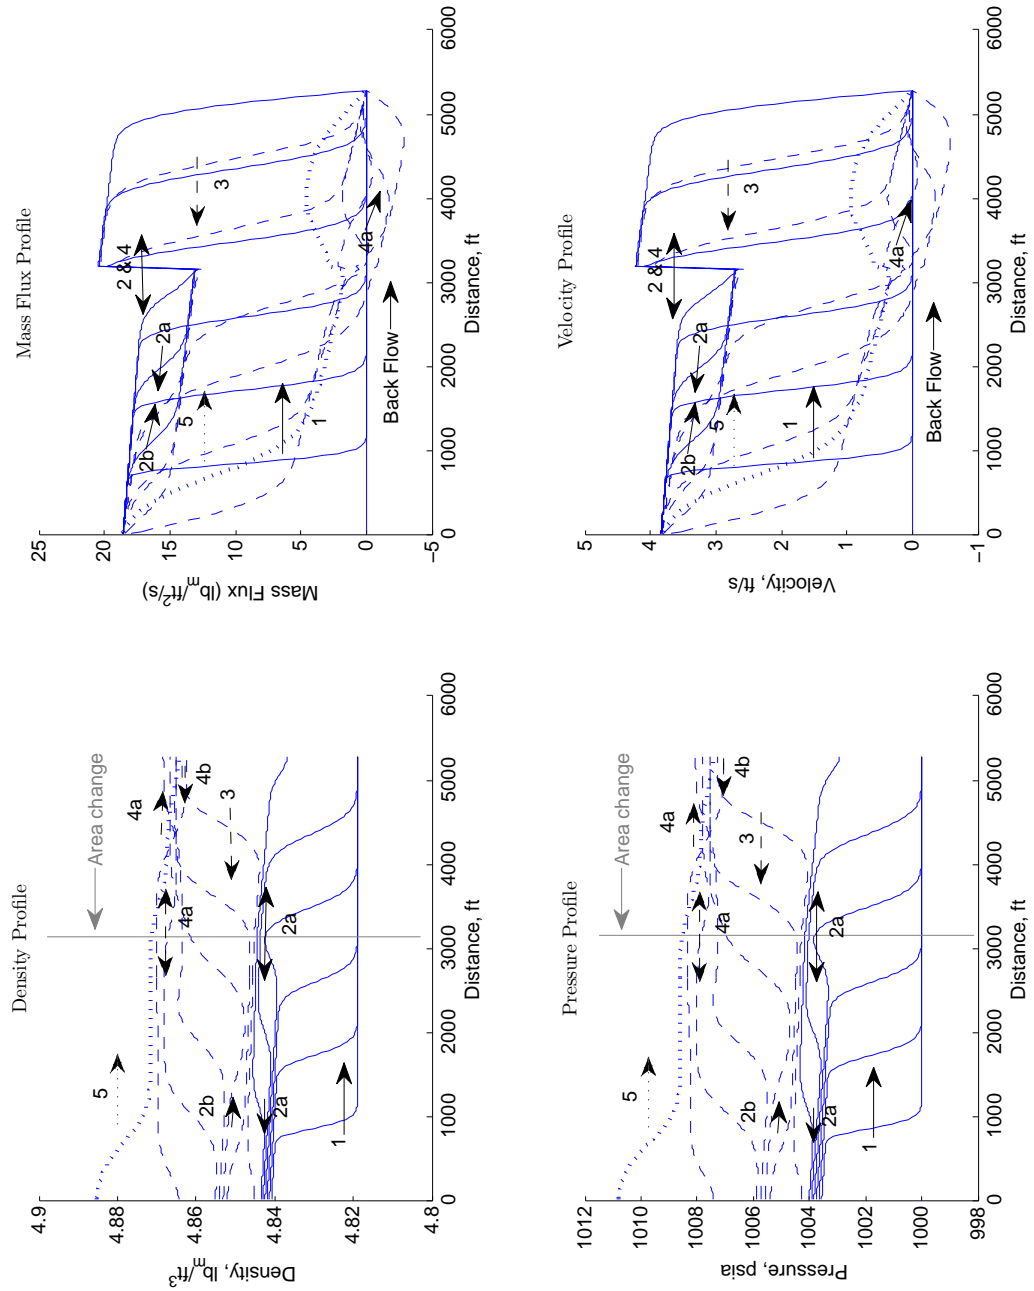 Density Profile
Area change
4.9
4.88
4.86
4.84
4.82
4.8
Density, lbm/ft3
0
1000
2000
3000
4000
5000
6000
Distance, ft
1
2a
2a
2b
3
4a
4a
4b
5
Mass Flux Profile
25
20
15
10
5
0
−5
Mass Flux (lbm/ft2/s)
0
1000
2000
3000
4000
5000
6000
Distance, ft
1
2a
2b
2 & 4
3
4a
5
Back Flow
Pressure Profile
Area change
1012
1010
1008
1006
1004
1002
1000
998
Pressure, psia
0
1000
2000
3000
4000
5000
6000
Distance, ft
1
2a
2a
2b
3
4a
4a
4b
5
Velocity Profile
5
4
3
2
1
0
−1
Velocity, ft/s
0
1000
2000
3000
4000
5000
6000
Distance, ft
1
2a
2b
2 & 4
3
4a
5
Back Flow